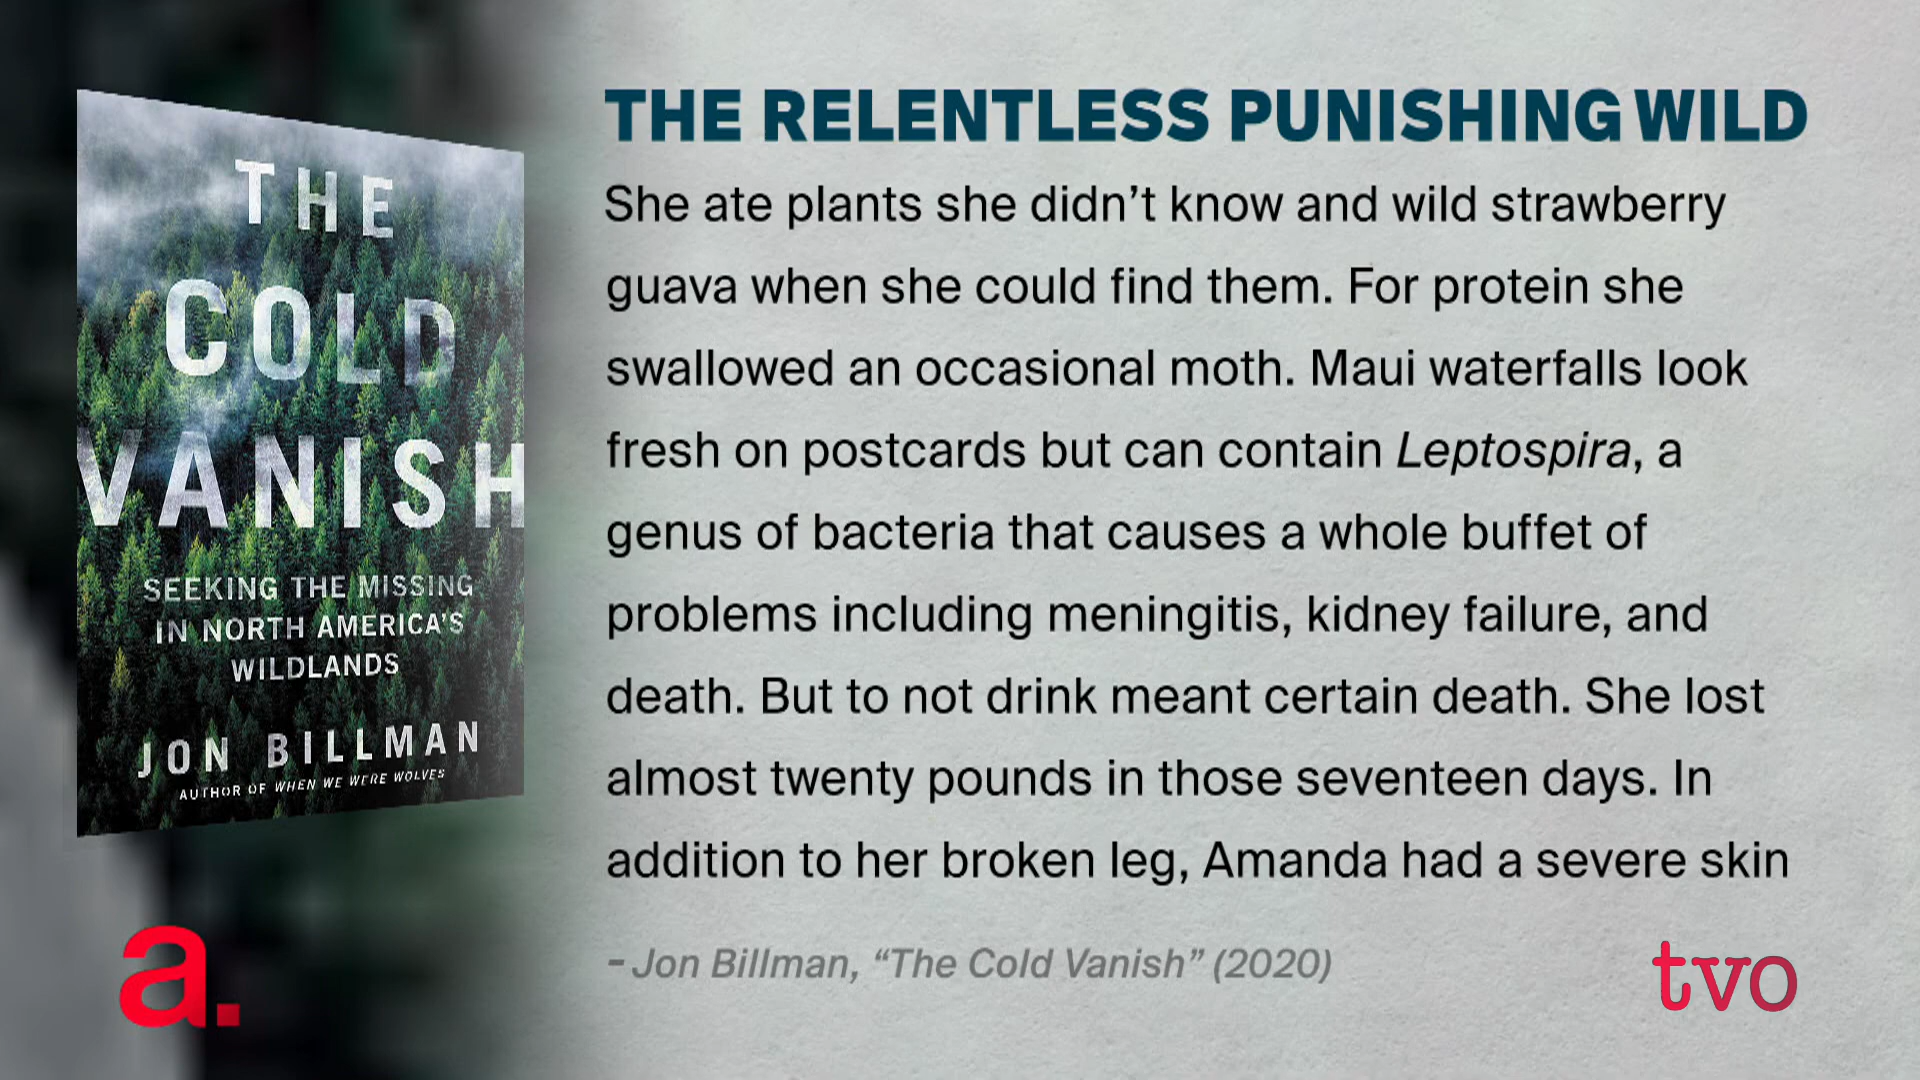 THE
COLD
VANISH
SEEKING THE MISSING
IN NORTH AMERICA'S
WILDLANDS
JON BILLMAN
AUTHOR OF WHEN WE WERE WOLVES
THE RELENTLESS PUNISHING WILD
She ate plants she didn’t know and wild strawberry
guava when she could find them. For protein she
swallowed an occasional moth. Maui waterfalls look
fresh on postcards but can contain Leptospira, a
genus of bacteria that causes a whole buffet of
problems including meningitis, kidney failure, and
death. But to not drink meant certain death. She lost
almost twenty pounds in those seventeen days. In
addition to her broken leg, Amanda had a severe skin
- Jon Billman, “The Cold Vanish” (2020)
a.
tvo